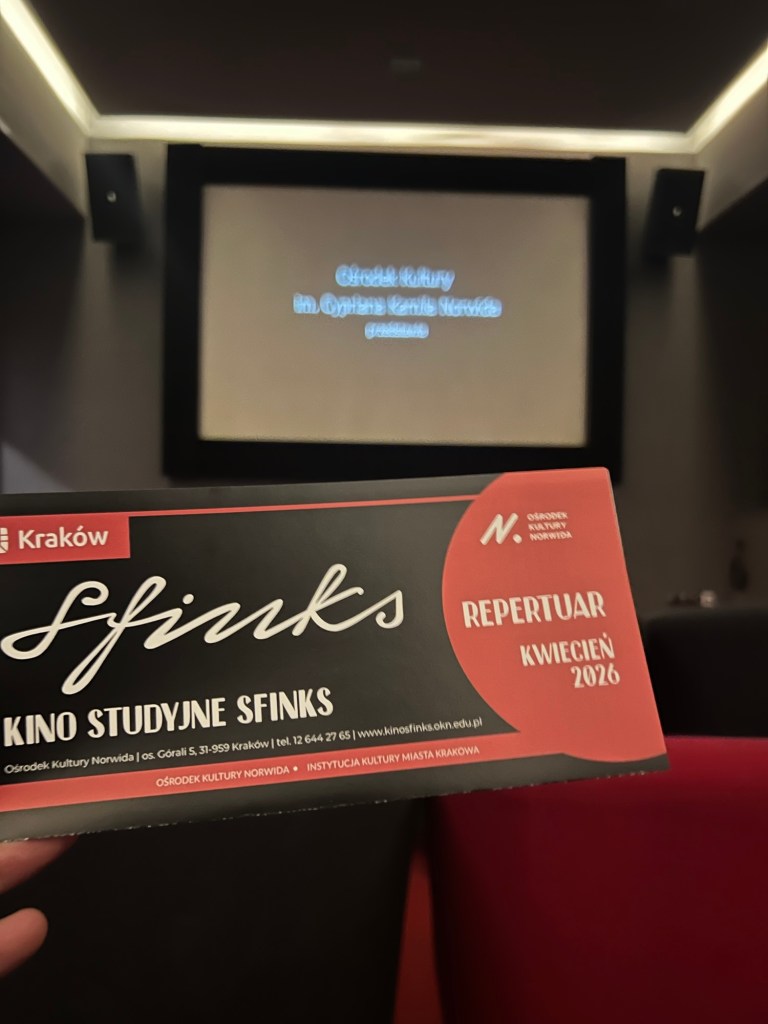 Ośrodek Kultury
im. Cypriana Kamila Norwida
Kraków
N.
OŚRODEK
KULTURY
NORWIDA
Sfinks
REPERTUAR
KWIECIEŃ
2026
KINO STUDYJNE SFINKS
Ośrodek Kultury Norwida | os. Górali 5, 31-959 Kraków | tel. 12 644 27 65 | www.kinosfinks.okn.edu.pl
OŚRODEK KULTURY NORWIDA • INSTYTUCJA KULTURY MIASTA KRAKOWA